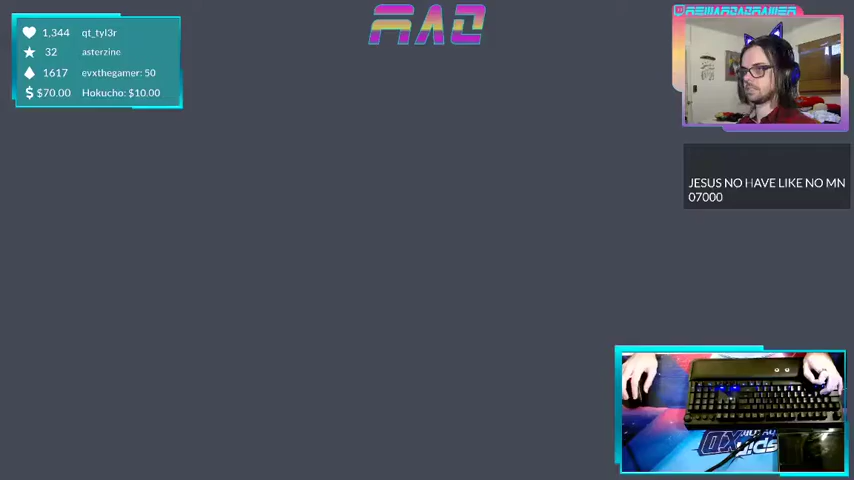 1,344 qt_tyl3r
32 asterzine
1617 evxthegamer: 50
$70.00 Hokucho: $10.00
RAD
REWARDADGAMER
JESUS NO HAVE LIKE NO MN
07000